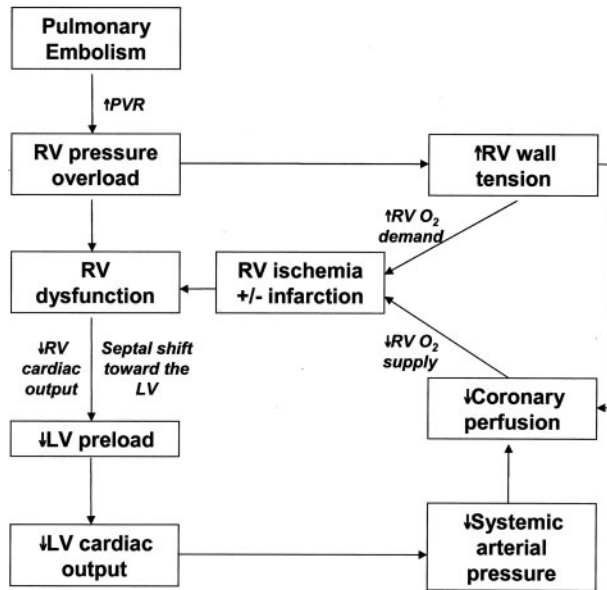 Pulmonary
Embolism
↑PVR
RV pressure
overload
↑RV wall
tension
↑RV O₂
demand
RV
dysfunction
RV ischemia
+/- infarction
↓RV
cardiac
output
Septal shift
toward the
LV
↓RV O₂
supply
↓Coronary
perfusion
↓LV preload
↓LV cardiac
output
↓Systemic
arterial
pressure